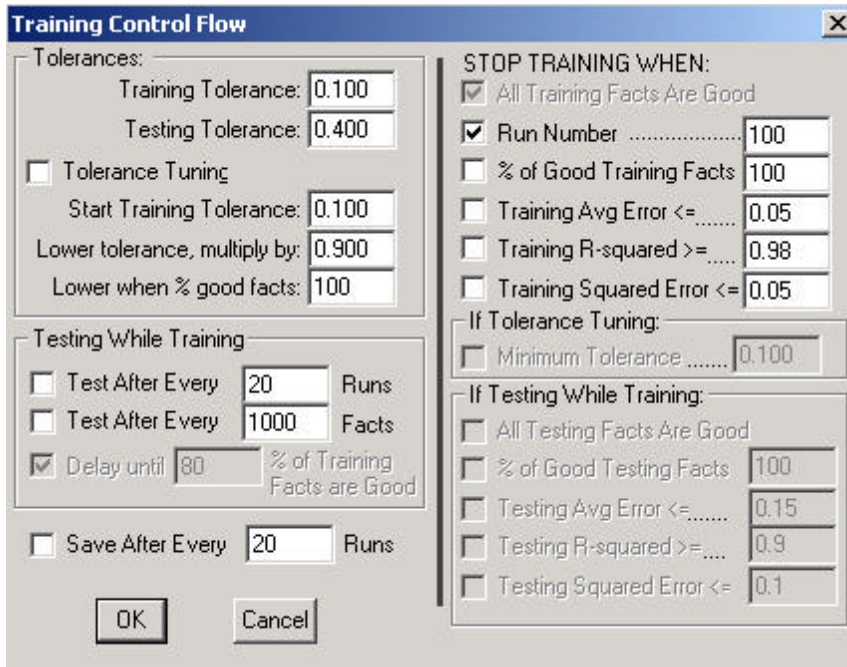 Training Control Flow
Tolerances:
Training Tolerance: 0.100
Testing Tolerance: 0.400
Tolerance Tuning
Start Training Tolerance: 0.100
Lower tolerance, multiply by: 0.900
Lower when % good facts: 100
Testing While Training
Test After Every 20 Runs
Test After Every 1000 Facts
Delay until 80 % of Training
Facts are Good
Save After Every 20 Runs
OK Cancel
STOP TRAINING WHEN:
All Training Facts Are Good
Run Number .................... 100
% of Good Training Facts 100
Training Avg Error <=...... 0.05
Training R-squared >=..... 0.98
Training Squared Error <= 0.05
If Tolerance Tuning:
Minimum Tolerance ....... 0.100
If Testing While Training:
All Testing Facts Are Good
% of Good Testing Facts 100
Testing Avg Error <=....... 0.15
Testing R-squared >=.... 0.9
Testing Squared Error <= 0.1